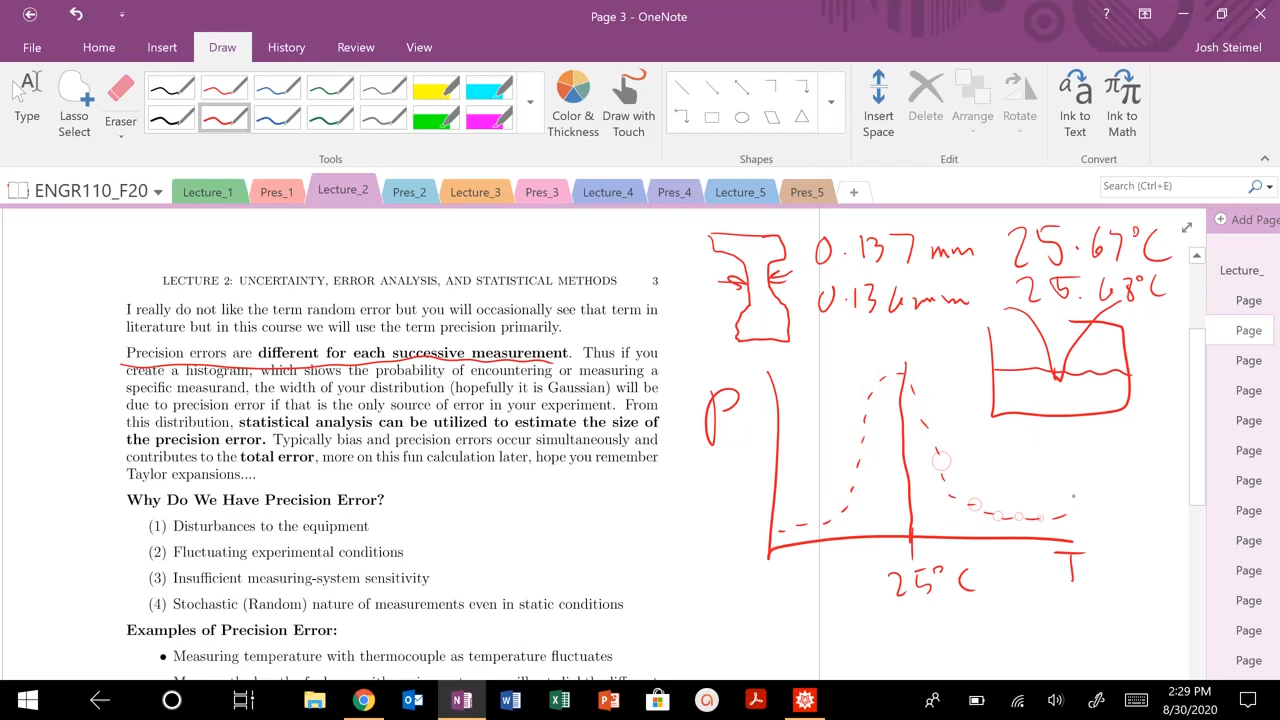 Page 3 - OneNote
Josh Steimel
File
Home
Insert
Draw
History
Review
View
Type
Lasso
Select
Eraser
Color &
Thickness
Draw with
Touch
Insert
Space
Delete
Arrange
Rotate
Ink to
Text
Ink to
Math
Tools
Shapes
Edit
Convert
ENGR110_F20
Lecture_1
Pres_1
Lecture_2
Pres_2
Lecture_3
Pres_3
Lecture_4
Pres_4
Lecture_5
Pres_5
Search (Ctrl+E)
Add Page
LECTURE 2: UNCERTAINTY, ERROR ANALYSIS, AND STATISTICAL METHODS 3
I really do not like the term random error but you will occasionally see that term in
literature but in this course we will use the term precision primarily.
Precision errors are different for each successive measurement. Thus if you
create a histogram, which shows the probability of encountering or measuring a
specific measurand, the width of your distribution (hopefully it is Gaussian) will be
due to precision error if that is the only source of error in your experiment. From
this distribution, statistical analysis can be utilized to estimate the size of
the precision error. Typically bias and precision errors occur simultaneously and
contributes to the total error, more on this fun calculation later, hope you remember
Taylor expansions....
Why Do We Have Precision Error?
(1) Disturbances to the equipment
(2) Fluctuating experimental conditions
(3) Insufficient measuring-system sensitivity
(4) Stochastic (Random) nature of measurements even in static conditions
Examples of Precision Error:
• Measuring temperature with thermocouple as temperature fluctuates
0.137 mm
0.136 mm
25.67°C
25.68°C
P
25°C
T
Lecture_
Page
Page
Page
Page
Page
Page
Page
Page
Page
Page
Page
Page
Page
2:29 PM
8/30/2020